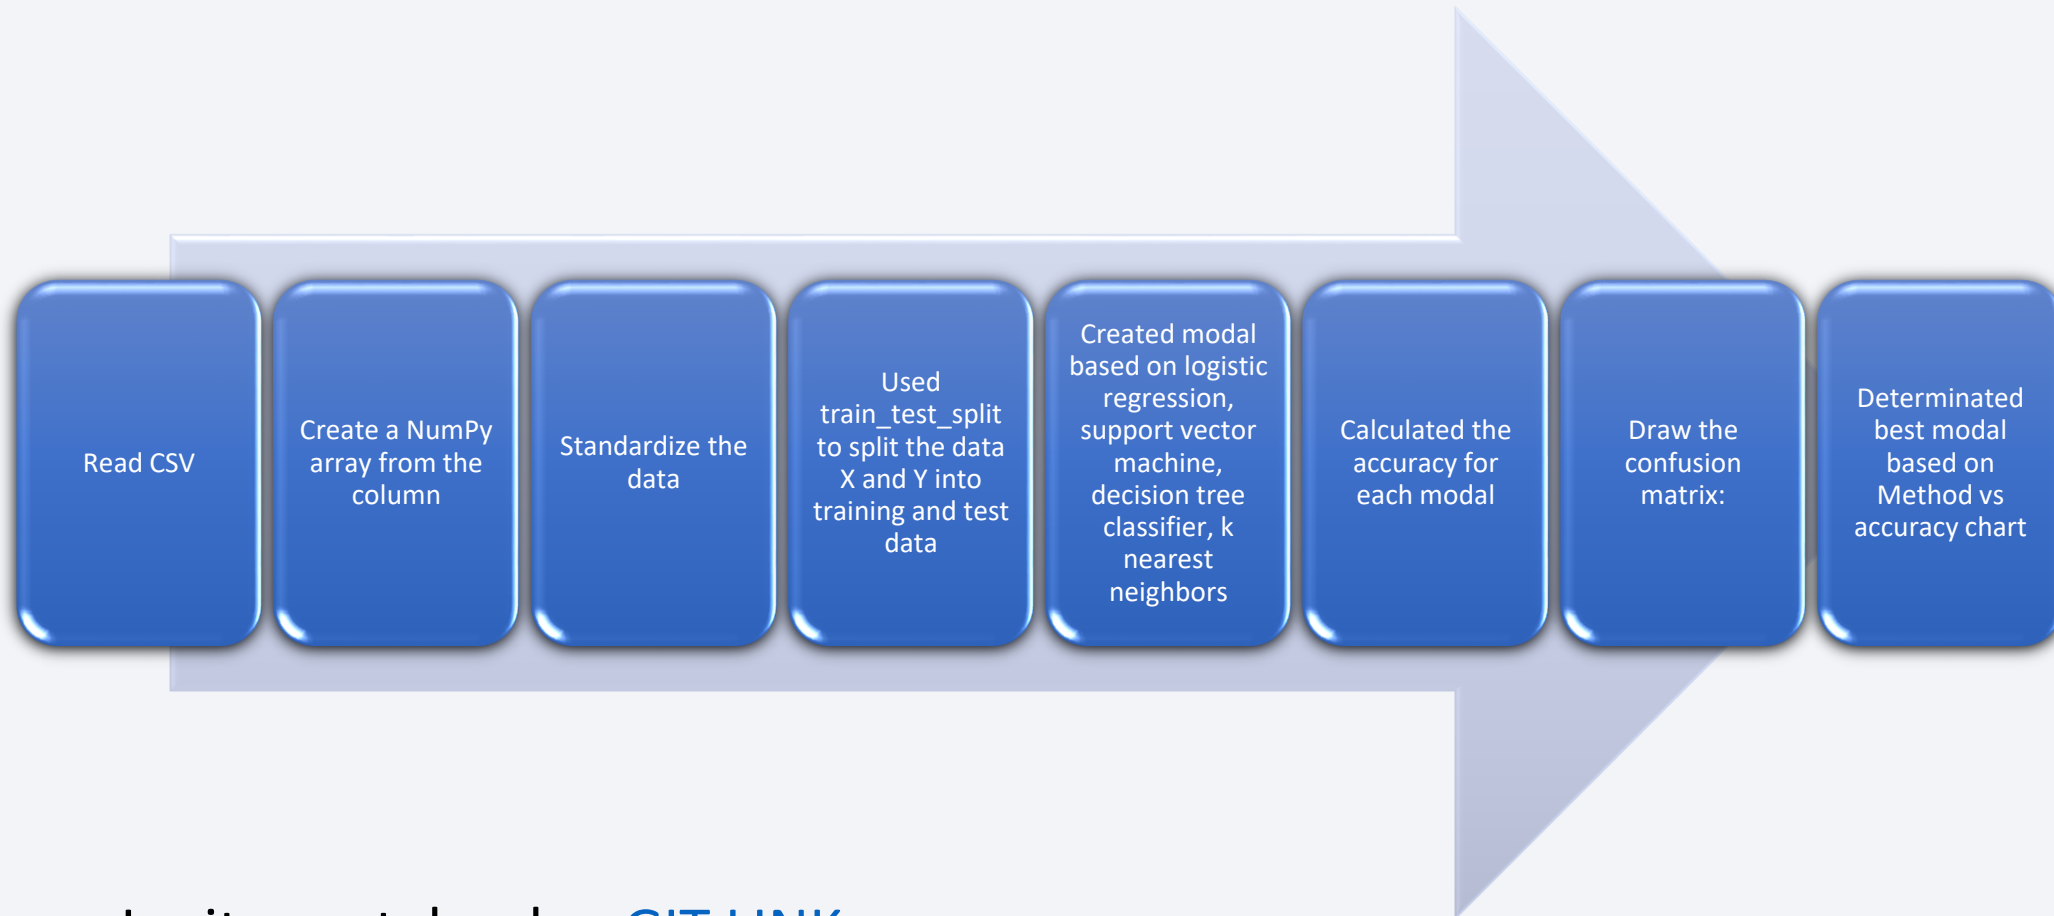 Read CSV
Create a NumPy
array from the
column
Standardize the
data
Used
train_test_split
to split the data
X and Y into
training and test
data
Created modal
based on logistic
regression,
support vector
machine,
decision tree
classifier, k
nearest
neighbors
Calculated the
accuracy for
each modal
Draw the
confusion
matrix:
Determinated
best modal
based on
Method vs
accuracy chart
GIT LINK